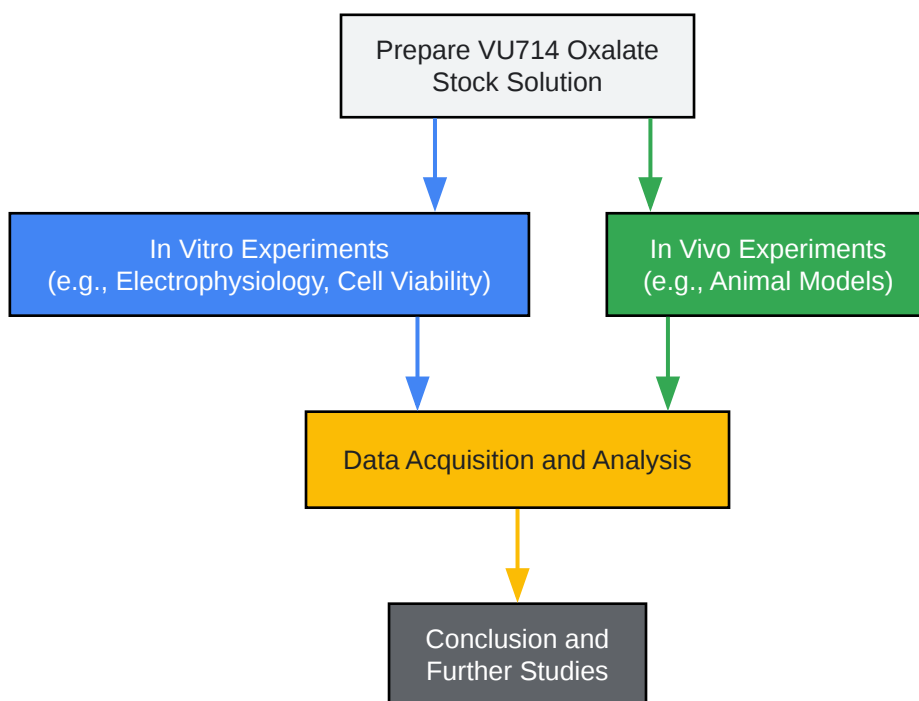 Prepare VU714 Oxalate
Stock Solution
In Vitro Experiments
(e.g., Electrophysiology, Cell Viability)
In Vivo Experiments
(e.g., Animal Models)
Data Acquisition and Analysis
Conclusion and
Further Studies